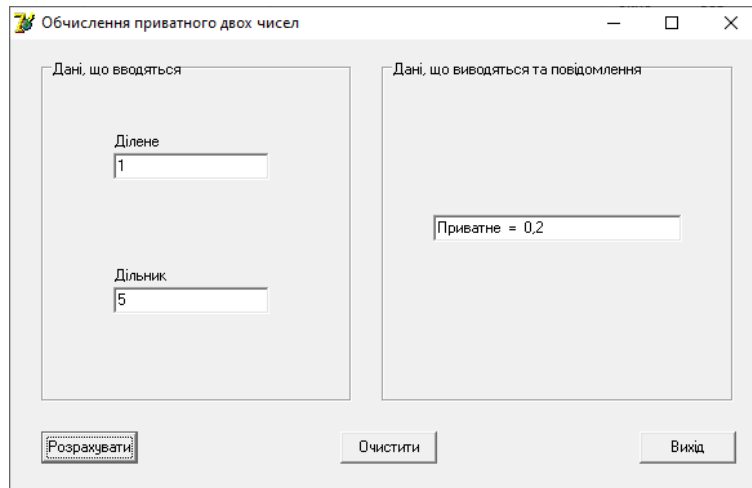 Обчислення приватного двох чисел
Дані, що вводяться
Дані, що виводяться та повідомлення
Ділене
1
Приватне = 0,2
Дільник
5
Розрахувати
Очистити
Вихід